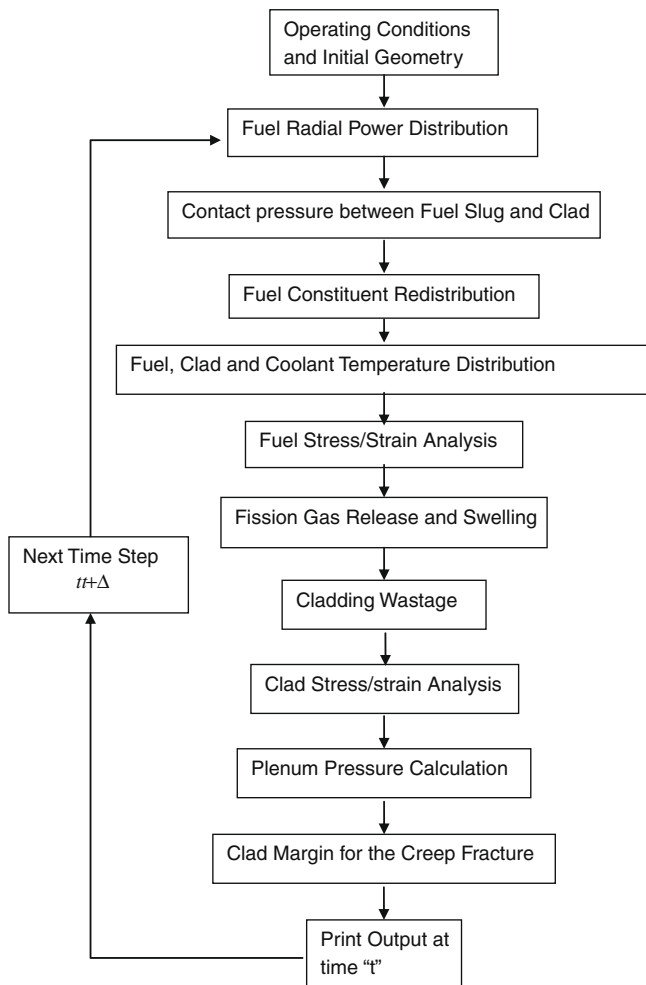 Operating Conditions
and Initial Geometry
Fuel Radial Power Distribution
Contact pressure between Fuel Slug and Clad
Fuel Constituent Redistribution
Fuel, Clad and Coolant Temperature Distribution
Fuel Stress/Strain Analysis
Fission Gas Release and Swelling
Next Time Step
tt+Δ
Cladding Wastage
Clad Stress/strain Analysis
Plenum Pressure Calculation
Clad Margin for the Creep Fracture
Print Output at
time “t”